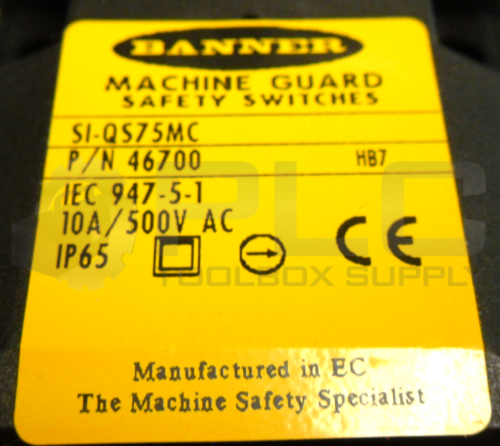 BANNER
MACHINE GUARD
SAFETY SWITCHES
SI-QS75MC
P/N 46700 HB7
IEC 947-5-1
10A/500V AC
IP65 CE
PLC
TOOLBOX SUPPLY
Manufactured in EC
The Machine Safety Specialist